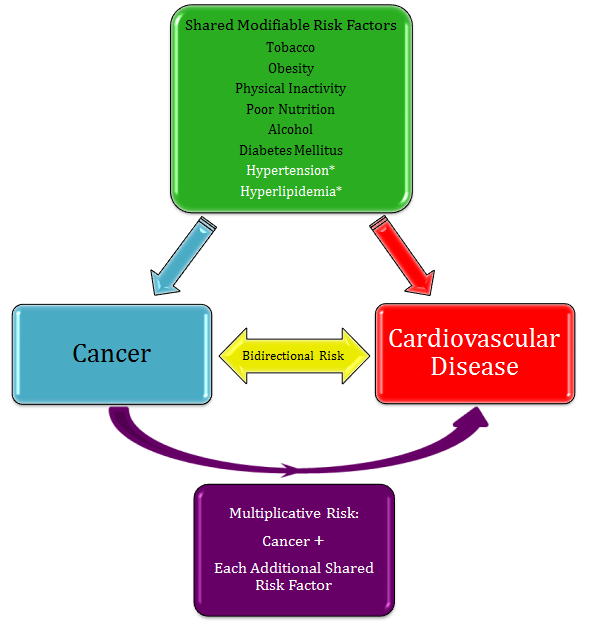 Shared Modifiable Risk Factors
Tobacco
Obesity
Physical Inactivity
Poor Nutrition
Alcohol
Diabetes Mellitus
Hypertension*
Hyperlipidemia*
Cancer
Bidirectional Risk
Cardiovascular
Disease
Multiplicative Risk:
Cancer +
Each Additional Shared
Risk Factor